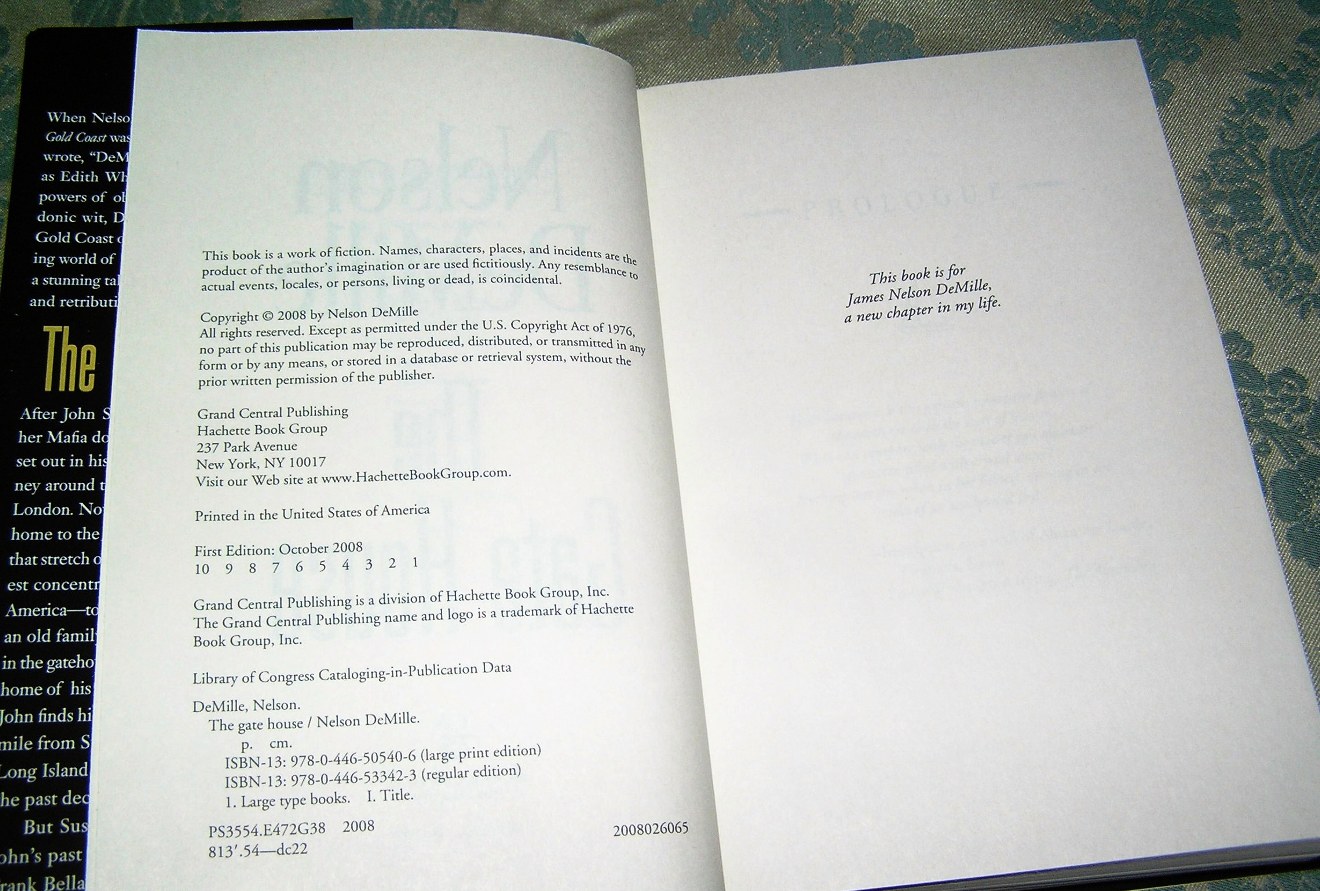 When Nelso
Gold Coast was
wrote, "DeM
as Edith Wh
powers of ob
donic wit, D
Gold Coast
ing world of
a stunning tal
and retributi
The
After John S
her Mafia do
set out in his
ney around t
London. No
home to the
that stretch o
est concentr
America—to
an old famil
in the gateho
home of his
John finds hi
mile from S
Long Island
he past dec
But Sus
ohn's past
rank Bella
This book is a work of fiction. Names, characters, places, and incidents are the
product of the author's imagination or are used fictitiously. Any resemblance to
actual events, locales, or persons, living or dead, is coincidental.
Copyright © 2008 by Nelson DeMille
All rights reserved. Except as permitted under the U.S. Copyright Act of 1976,
no part of this publication may be reproduced, distributed, or transmitted in any
form or by any means, or stored in a database or retrieval system, without the
prior written permission of the publisher.
Grand Central Publishing
Hachette Book Group
237 Park Avenue
New York, NY 10017
Visit our Web site at www.HachetteBookGroup.com.
Printed in the United States of America
First Edition: October 2008
10 9 8 7 6 5 4 3 2 1
Grand Central Publishing is a division of Hachette Book Group, Inc.
The Grand Central Publishing name and logo is a trademark of Hachette
Book Group, Inc.
Library of Congress Cataloging-in-Publication Data
DeMille, Nelson.
The gate house / Nelson DeMille.
p. cm.
ISBN-13: 978-0-446-50540-6 (large print edition)
ISBN-13: 978-0-446-53342-3 (regular edition)
1. Large type books. I. Title.
PS3554.E472G38 2008
813'.54—dc22
2008026065
This book is for
James Nelson DeMille,
a new chapter in my life.